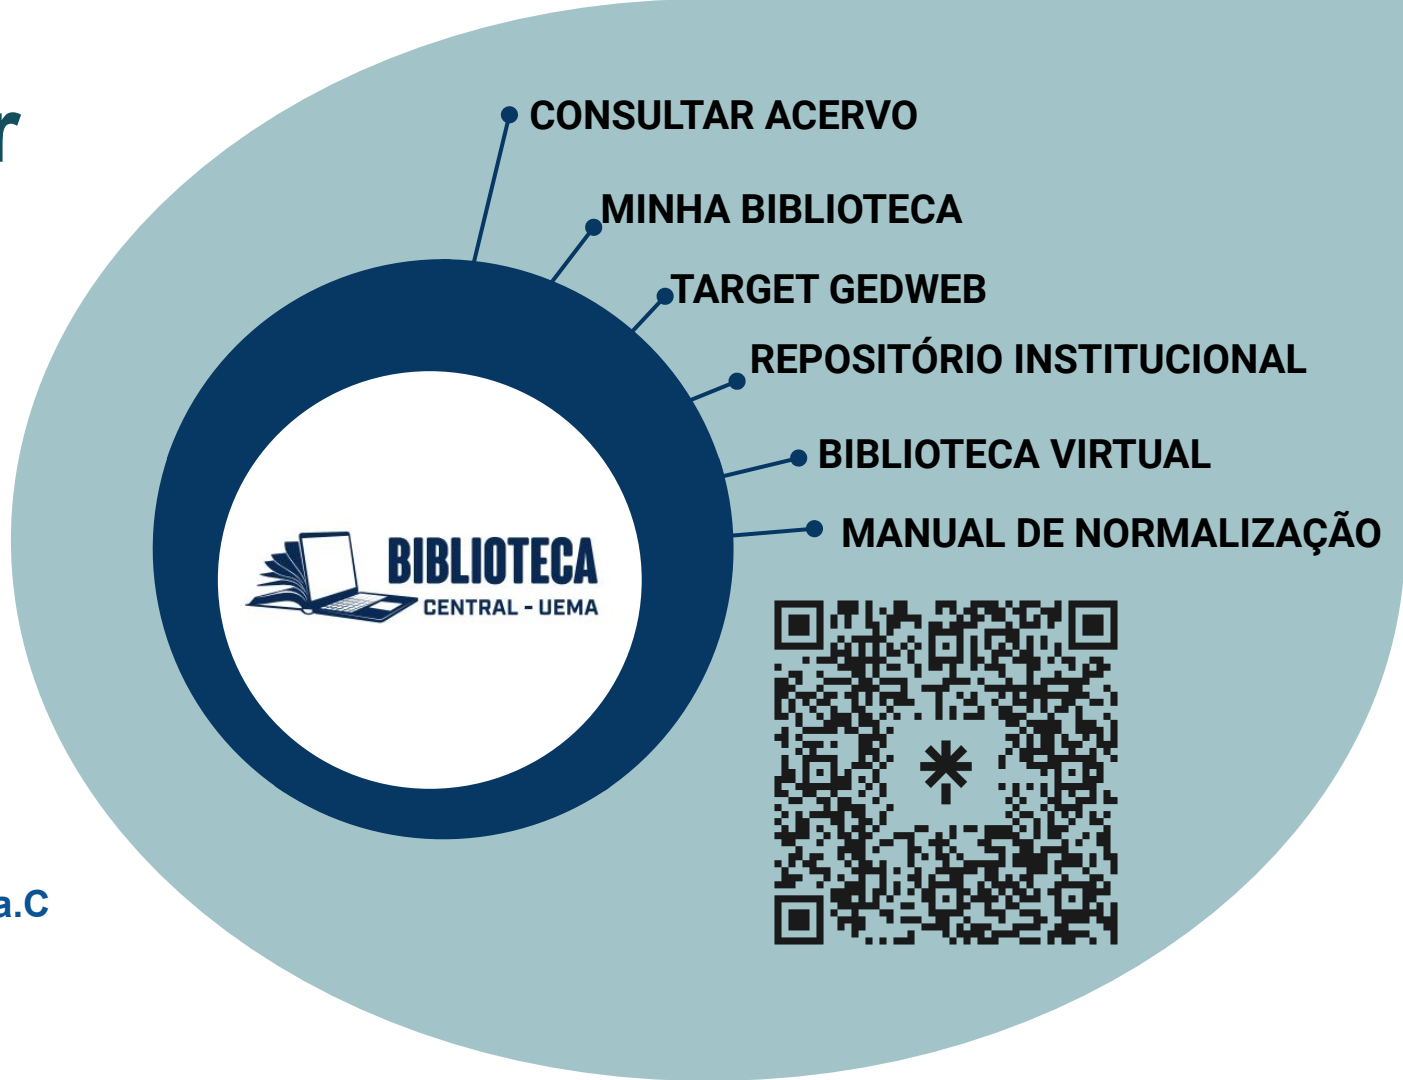 r
CONSULTAR ACERVO
MINHA BIBLIOTECA
TARGET GEDWEB
REPOSITÓRIO INSTITUCIONAL
BIBLIOTECA VIRTUAL
MANUAL DE NORMALIZAÇÃO
BIBLIOTECA
CENTRAL - UEMA
a.C